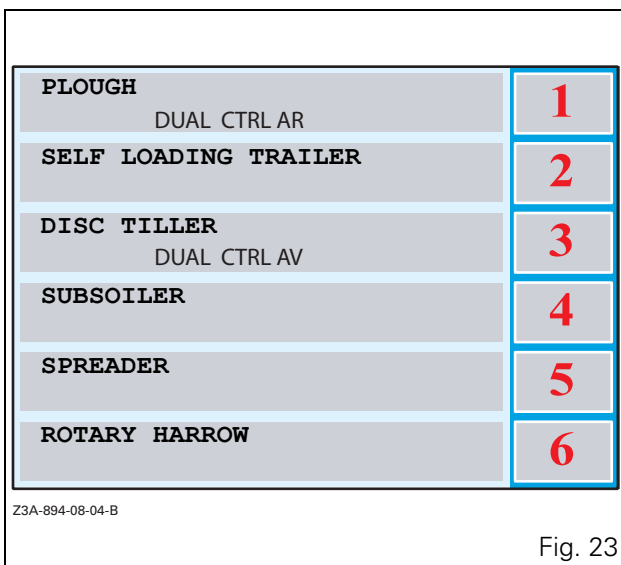 PLOUGH 1
DUAL CTRL AR
SELF LOADING TRAILER 2
DISC TILLER 3
DUAL CTRL AV
SUBSOILER 4
SPREADER 5
ROTARY HARROW 6
Z3A-894-08-04-B
Fig. 23